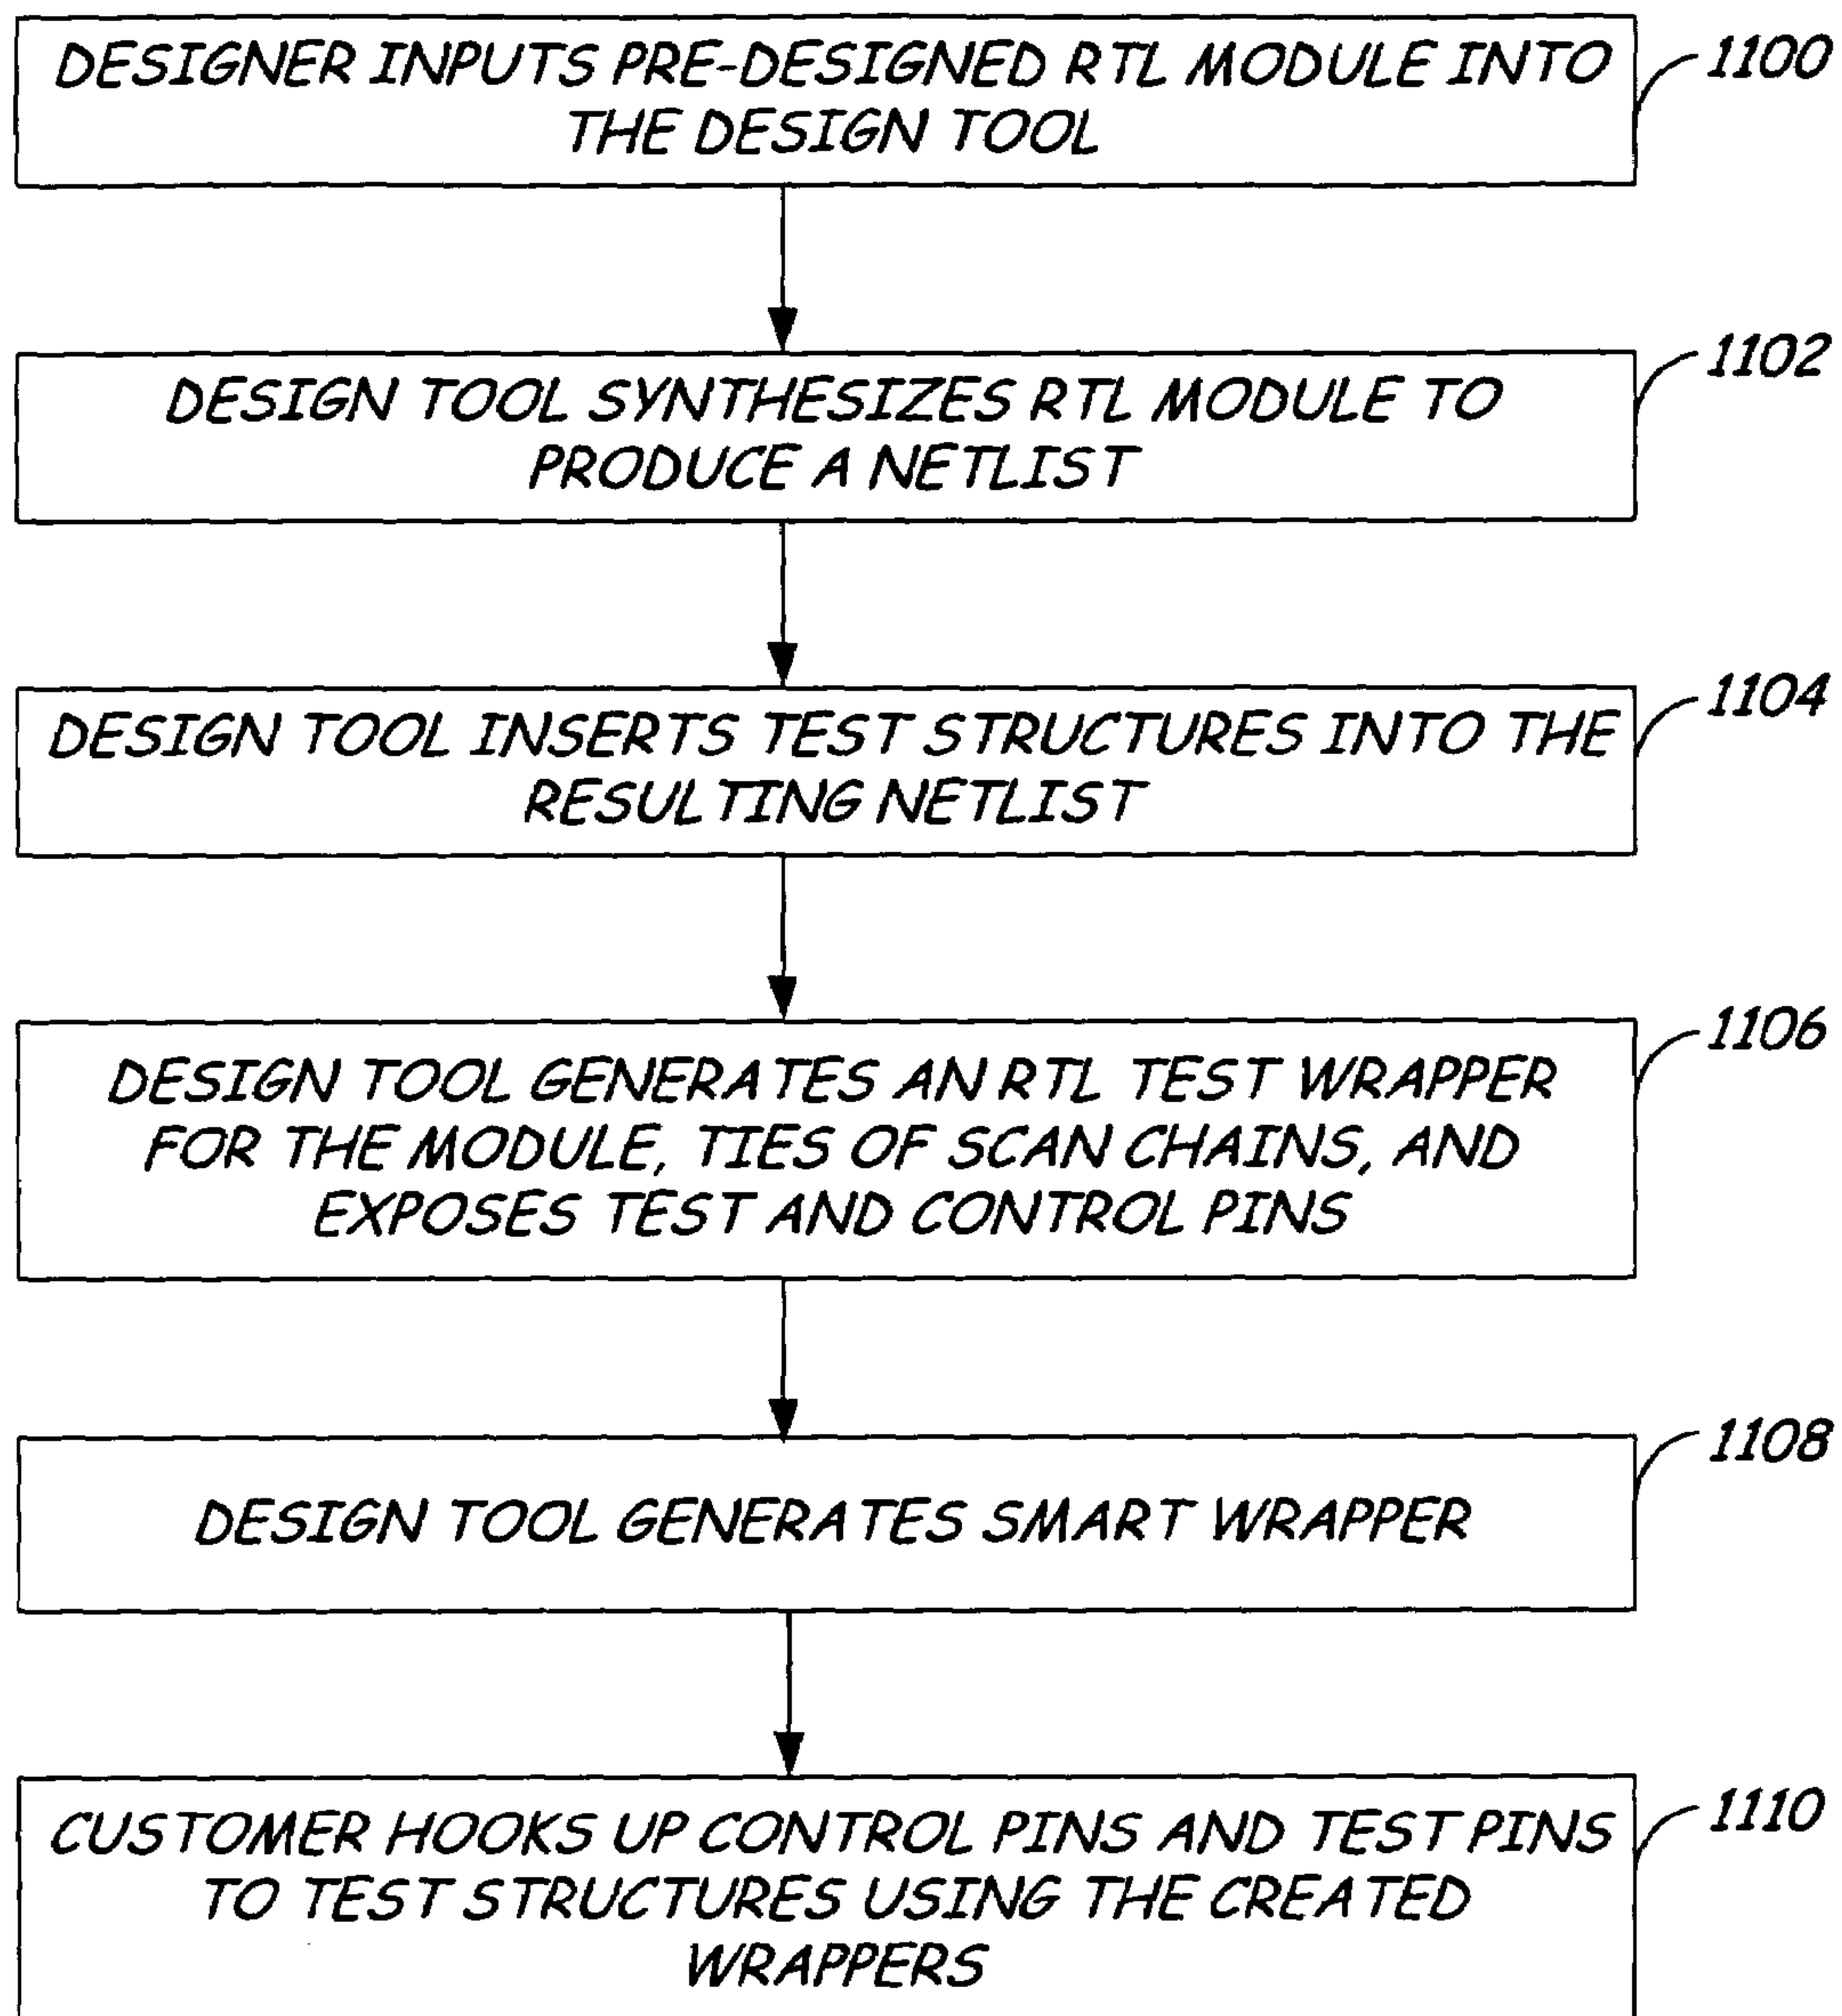 DESIGNER INPUTS PRE-DESIGNED RTL MODULE INTO
THE DESIGN TOOL
1100
DESIGN TOOL SYNTHESIZES RTL MODULE TO
PRODUCE A NETLIST
1102
DESIGN TOOL INSERTS TEST STRUCTURES INTO THE
RESULTING NETLIST
1104
DESIGN TOOL GENERATES AN RTL TEST WRAPPER
FOR THE MODULE, TIES OF SCAN CHAINS, AND
EXPOSES TEST AND CONTROL PINS
1106
DESIGN TOOL GENERATES SMART WRAPPER
1108
CUSTOMER HOOKS UP CONTROL PINS AND TEST PINS
TO TEST STRUCTURES USING THE CREATED
WRAPPERS
1110